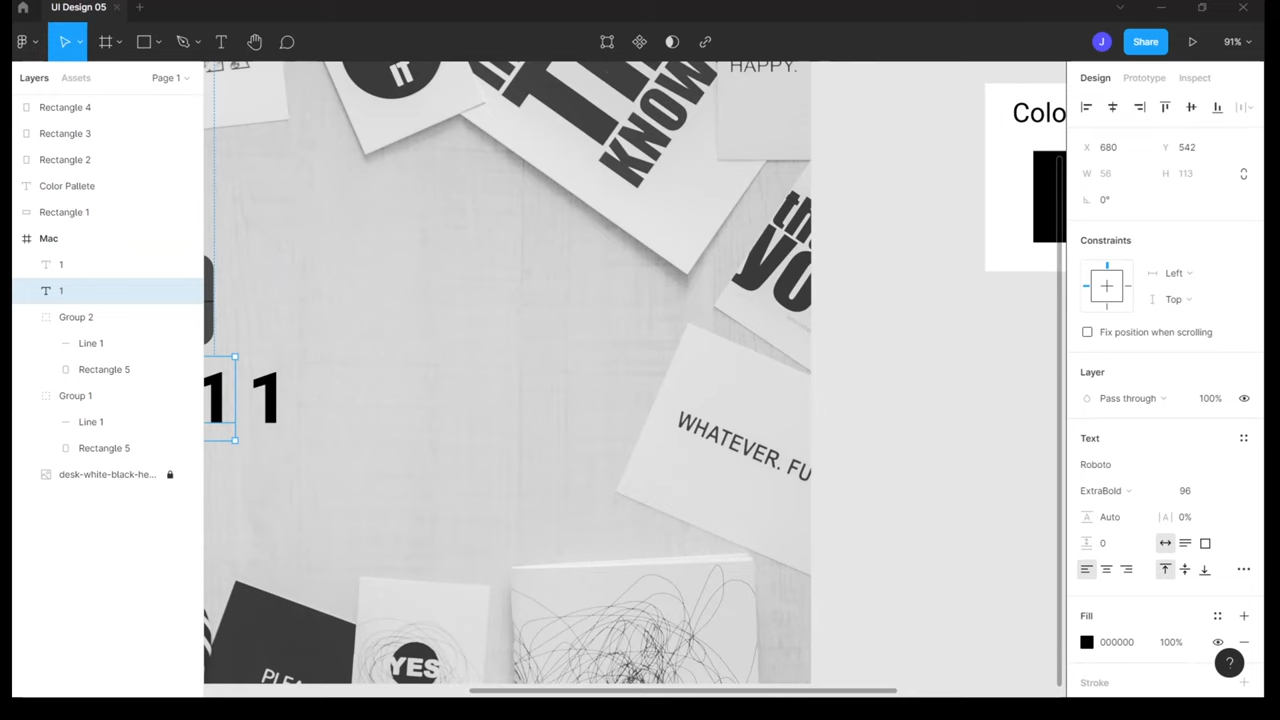 UI Design 05
J
Share
91%
Layers
Assets
Page 1
Rectangle 4
Rectangle 3
Rectangle 2
Color Pallete
Rectangle 1
Mac
1
1
Group 2
Line 1
Rectangle 5
Group 1
Line 1
Rectangle 5
desk-white-black-he...
IT
KNOW
HAPPY.
yo
WHATEVER. FU
1 1
YES
PLEA
Colo
Design
Prototype
Inspect
X 680
Y 542
W 56
H 113
0°
Constraints
Left
Top
Fix position when scrolling
Layer
Pass through
100%
Text
Roboto
ExtraBold
96
A Auto
|A| 0%
0
Fill
000000
100%
?
Stroke